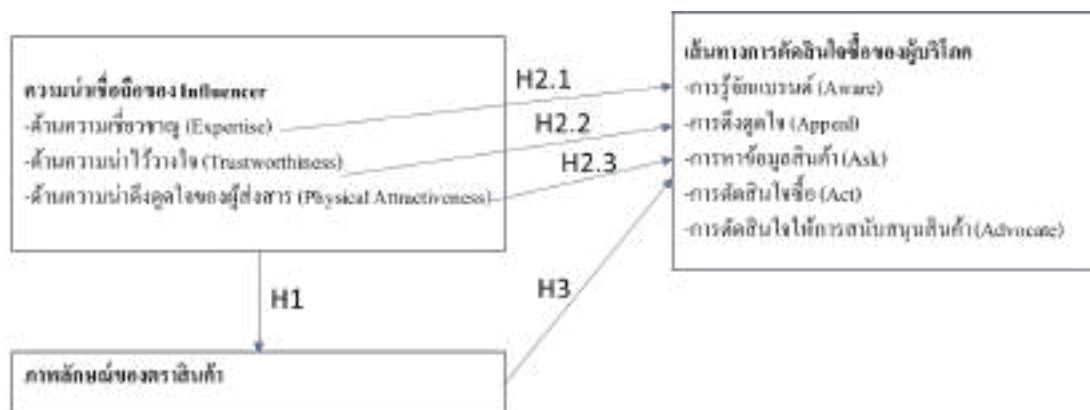 ความน่าเชื่อถือของ Influencer
-ด้านความเชี่ยวชาญ (Expertise)
-ด้านความน่าไว้วางใจ (Trustworthiness)
-ด้านความน่าดึงดูดใจของผู้ส่งสาร (Physical Attractiveness)
H2.1
H2.2
H2.3
เส้นทางการตัดสินใจซื้อของผู้บริโภค
-การรู้จักแบรนด์ (Aware)
-การดึงดูดใจ (Appeal)
-การหาข้อมูลสินค้า (Ask)
-การตัดสินใจซื้อ (Act)
-การตัดสินใจให้การสนับสนุนสินค้า (Advocate)
H1
H3
ภาพลักษณ์ของตราสินค้า